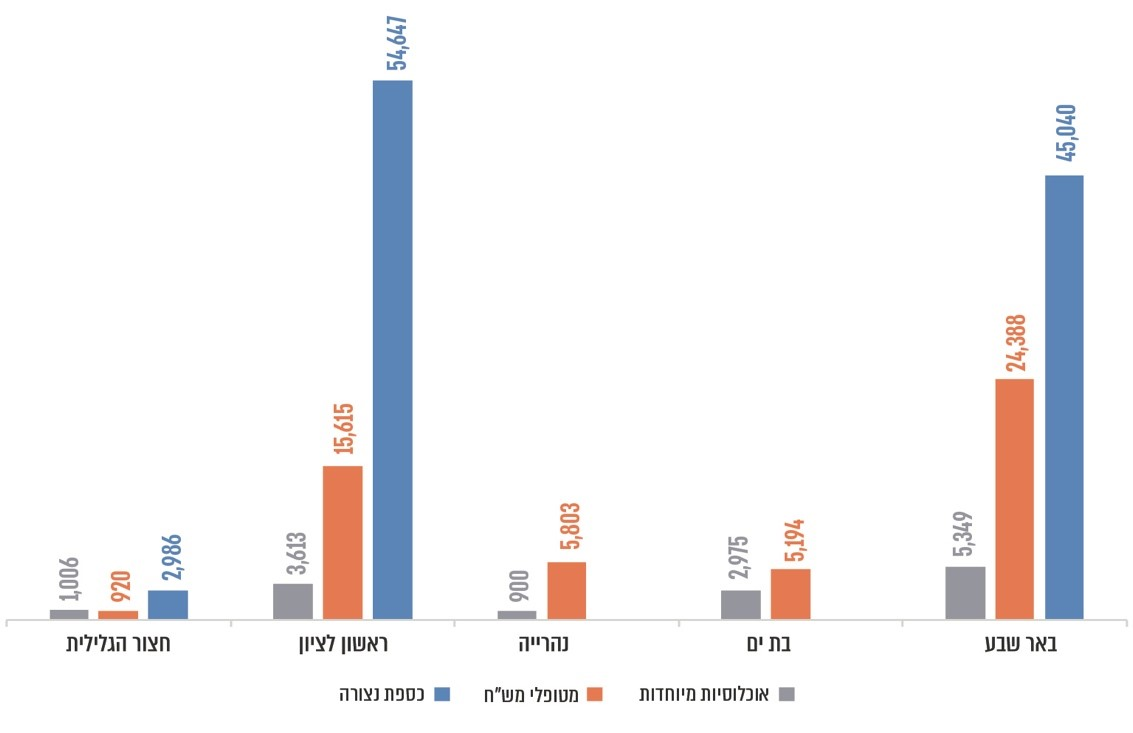 54,647
45,040
24,388
15,615
5,349
3,613
5,803
2,975
5,194
2,986
1,006
920
900
באר שבע
בת ים
נהרייה
ראשון לציון
חצור הגלילית
אוכלוסיות מיוחדות
מטופלי מש"ח
כספת נצורה